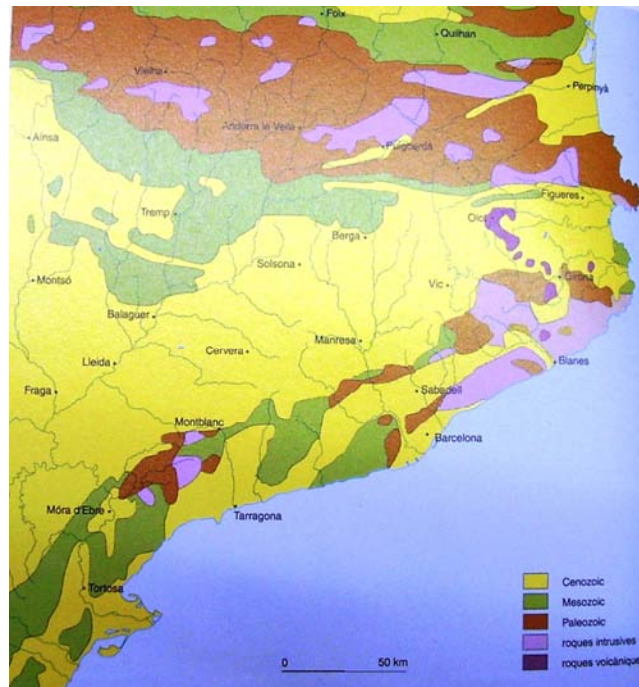 Foix
Quilhan
Vielha
Perpinyà
Andorra la Vella
Puigcerdà
Aïnsa
Figueres
Tremp
Olot
Berga
Solsona
Montsó
Vic
Girona
Balaguer
Manresa
Cervera
Lleida
Blanes
Fraga
Sabadell
Montblanc
Barcelona
Móra d'Ebre
Tarragona
Tortosa
Cenozoic
Mesozoic
Paleozoic
roques intrusives
roques volcàniques
0 50 km